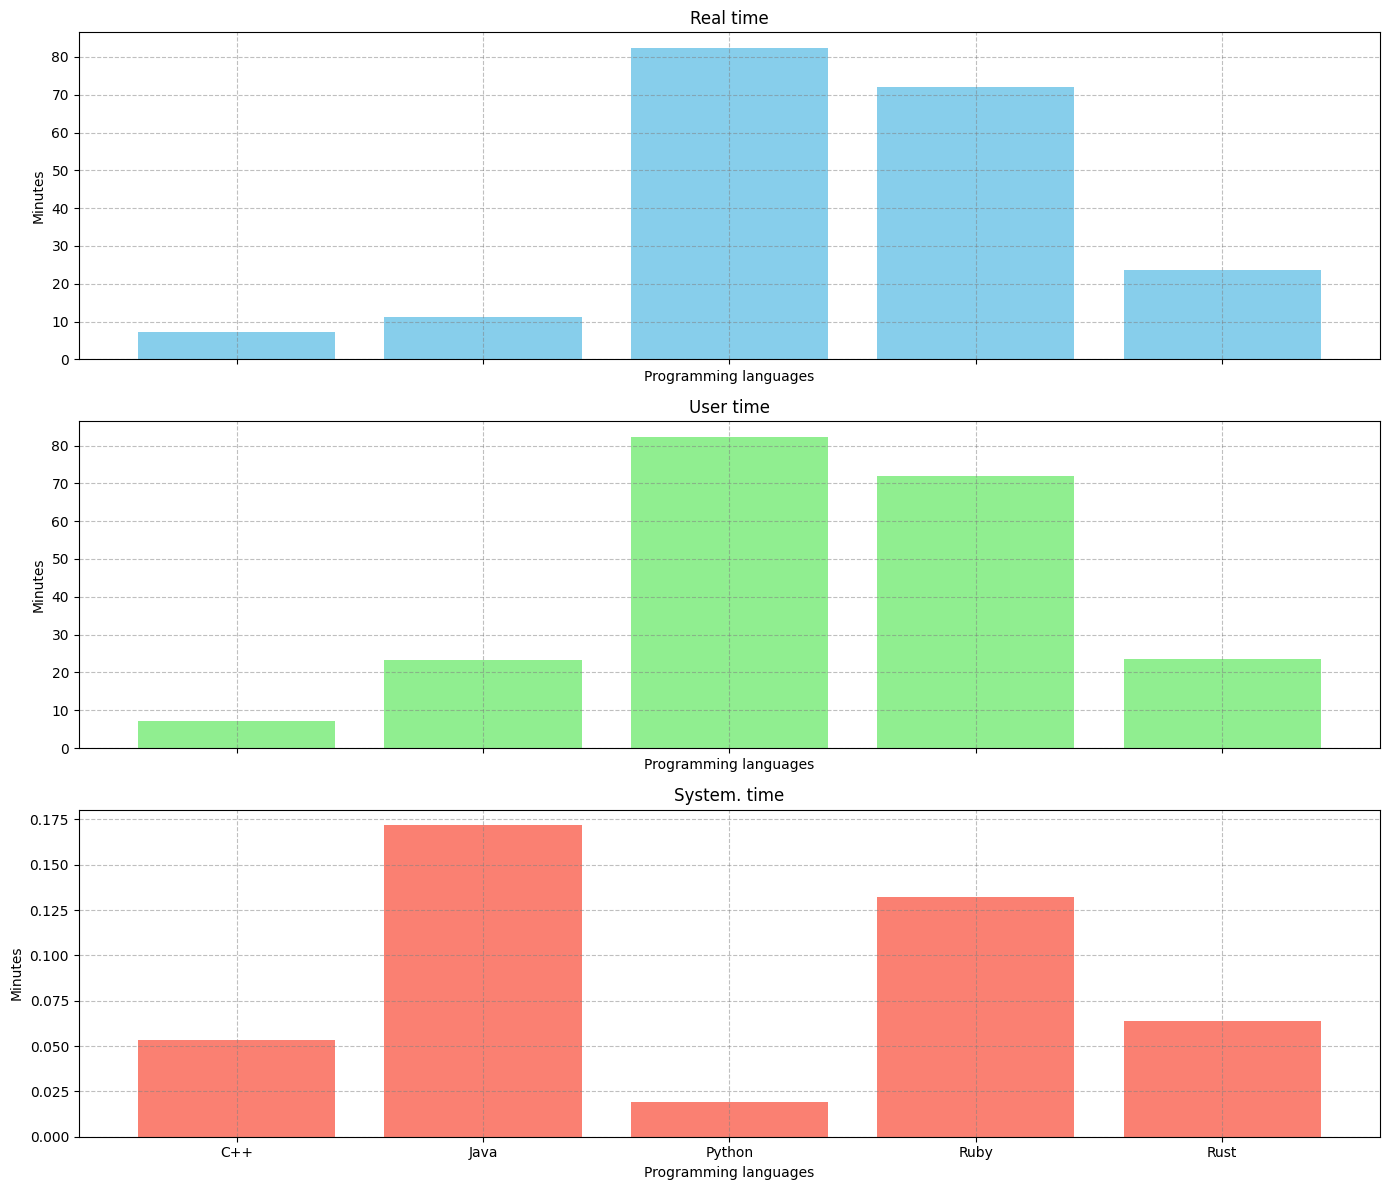 Real time
80
70
60
50
40
30
20
10
0
Minutes
Programming languages
User time
80
70
60
50
40
30
20
10
0
Minutes
Programming languages
System. time
0.175
0.150
0.125
0.100
0.075
0.050
0.025
0.000
Minutes
C++ Java Python Ruby Rust
Programming languages